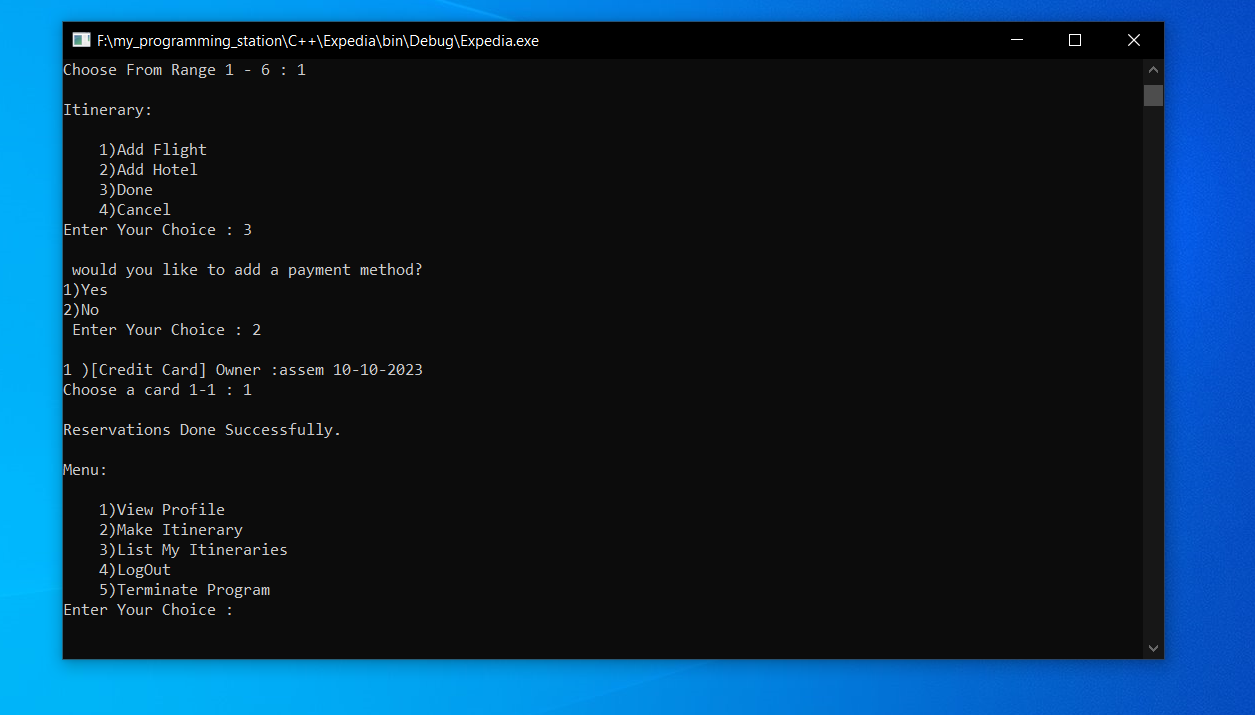 F:\my_programming_station\C++\Expedia\bin\Debug\Expedia.exe
Choose From Range 1 - 6 : 1
Itinerary:
1)Add Flight
2)Add Hotel
3)Done
4)Cancel
Enter Your Choice : 3
would you like to add a payment method?
1)Yes
2)No
Enter Your Choice : 2
1 )[Credit Card] Owner :assem 10-10-2023
Choose a card 1-1 : 1
Reservations Done Successfully.
Menu:
1)View Profile
2)Make Itinerary
3)List My Itineraries
4)LogOut
5)Terminate Program
Enter Your Choice :